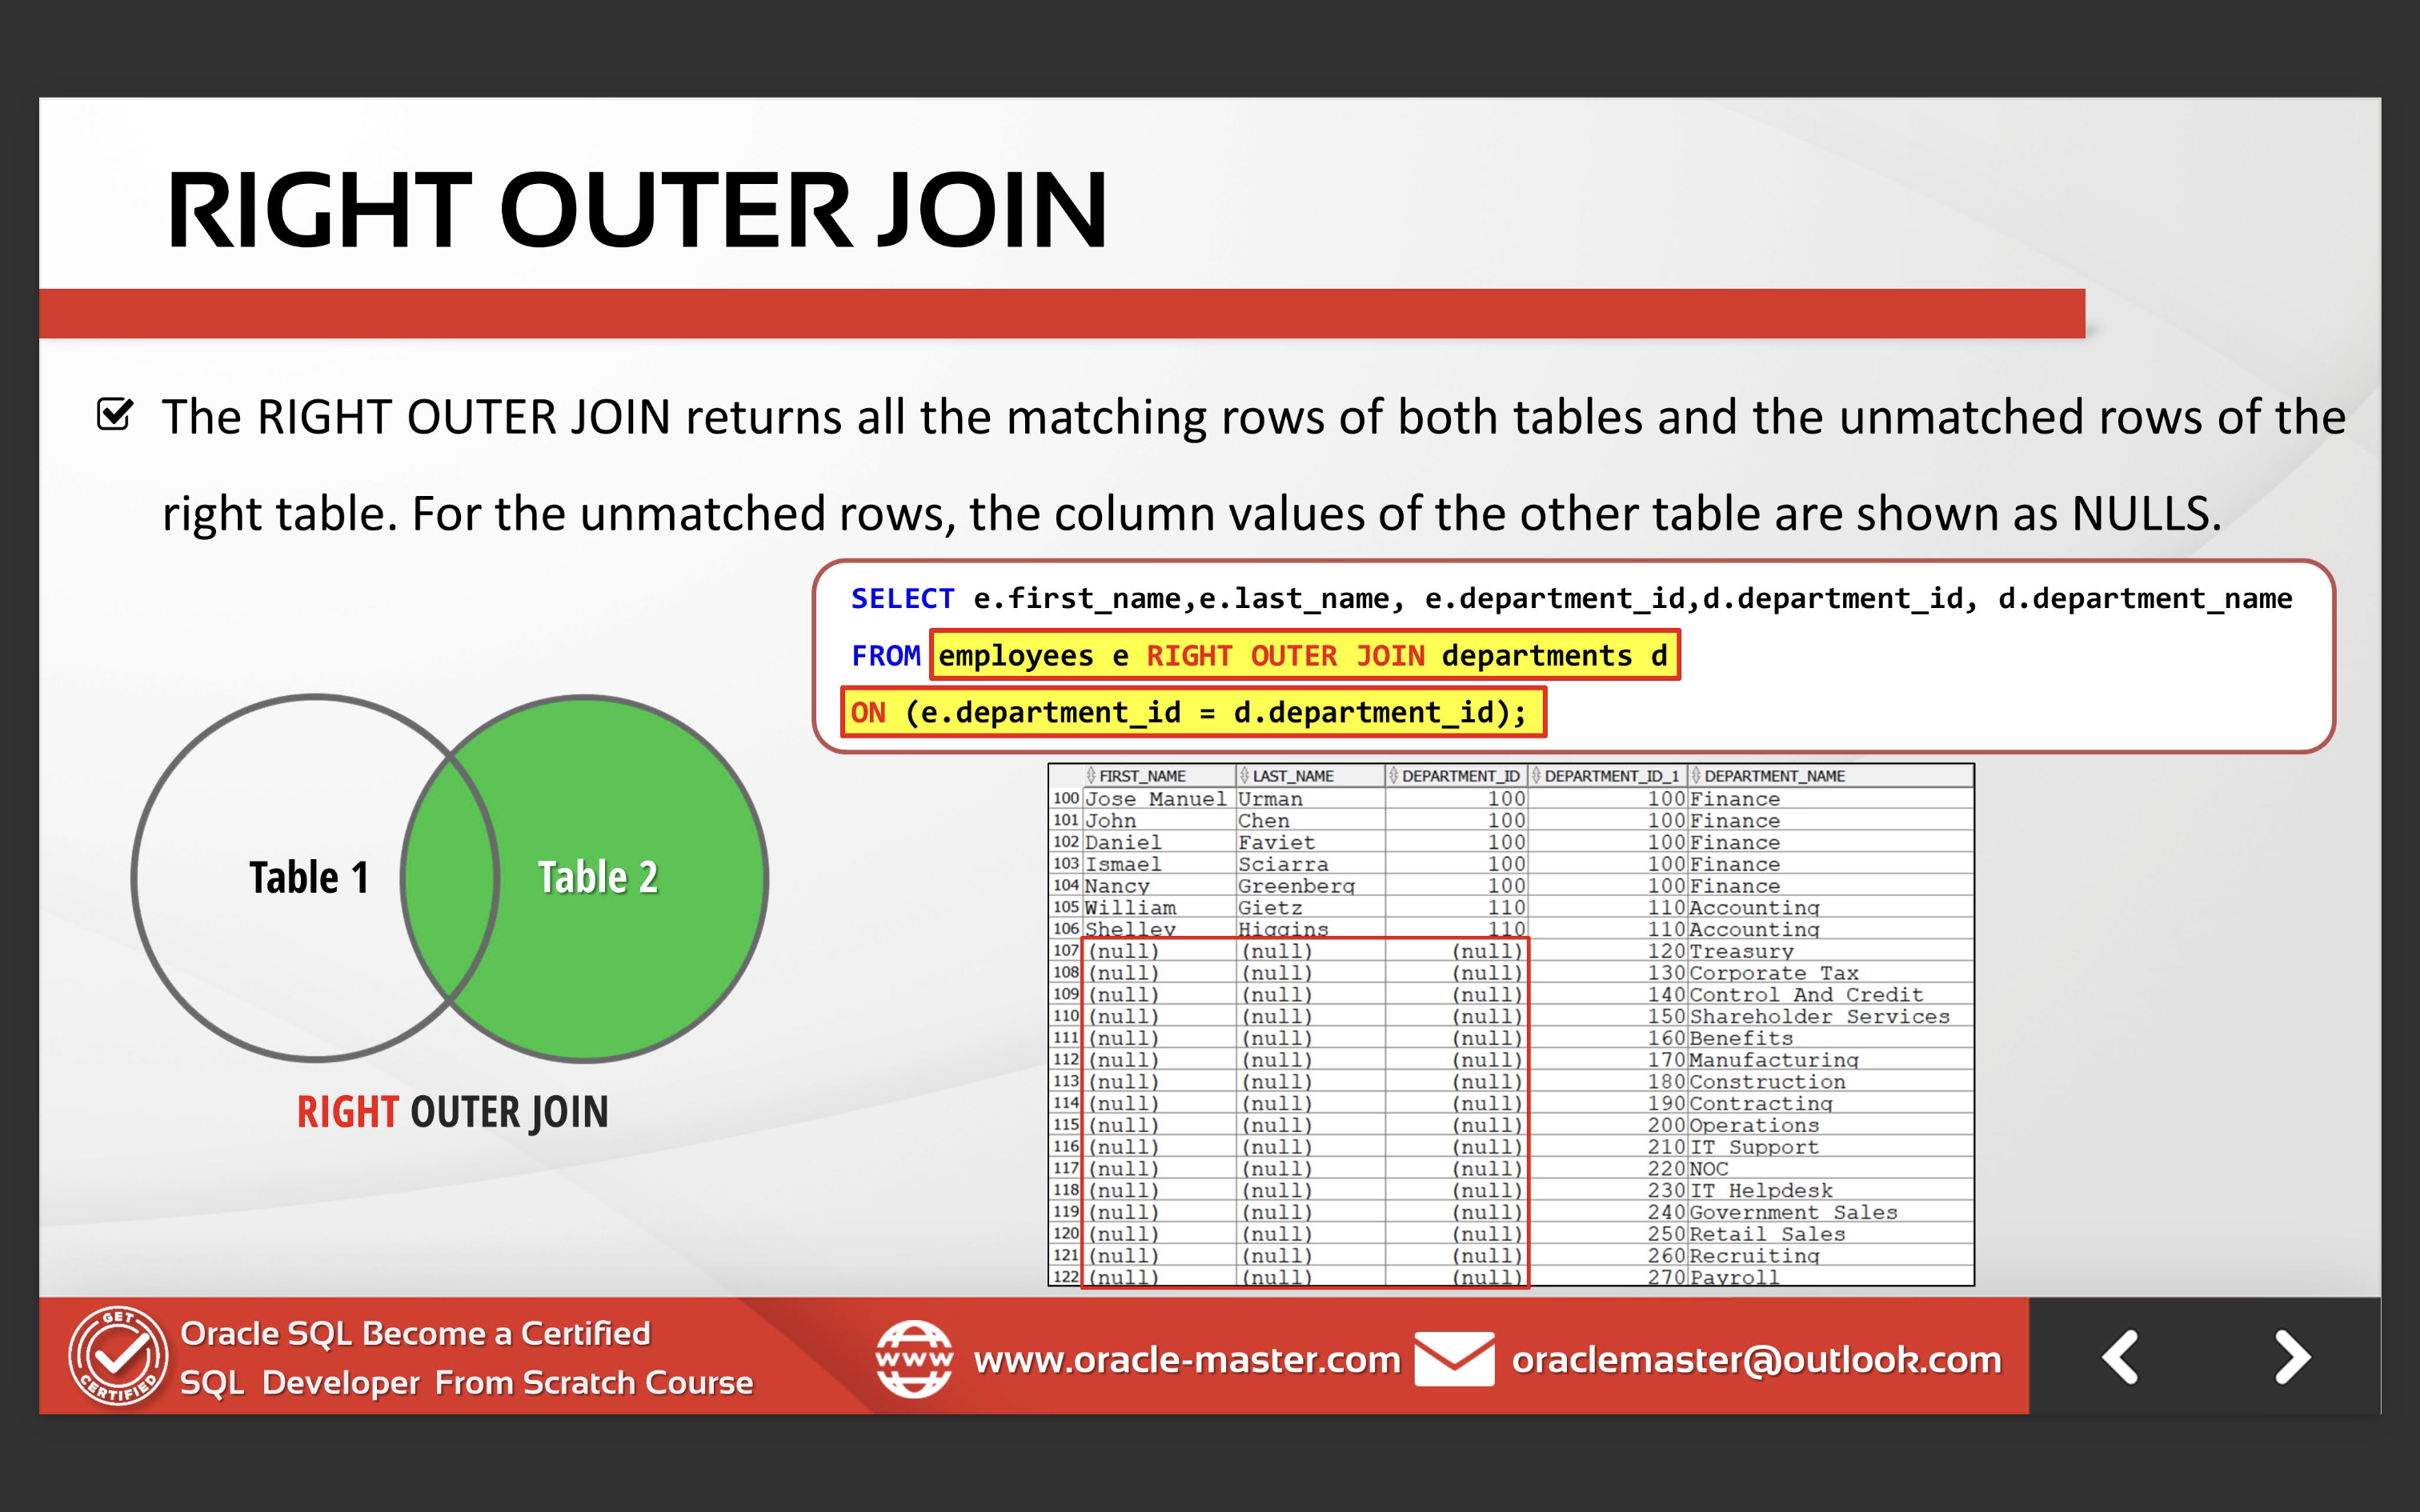 RIGHT OUTER JOIN
The RIGHT OUTER JOIN returns all the matching rows of both tables and the unmatched rows of the
right table. For the unmatched rows, the column values of the other table are shown as NULLS.
SELECT e.first_name,e.last_name, e.department_id,d.department_id, d.department_name
FROM employees e RIGHT OUTER JOIN departments d
ON (e.department_id = d.department_id);
Table 1
Table 2
RIGHT OUTER JOIN
FIRST_NAME LAST_NAME DEPARTMENT_ID DEPARTMENT_ID_1 DEPARTMENT_NAME
100 Jose Manuel Urman 100 100 Finance
101 John Chen 100 100 Finance
102 Daniel Faviet 100 100 Finance
103 Ismael Sciarra 100 100 Finance
104 Nancy Greenberg 100 100 Finance
105 William Gietz 110 110 Accounting
106 Shelley Higgins 110 110 Accounting
107 (null) (null) (null) 120 Treasury
108 (null) (null) (null) 130 Corporate Tax
109 (null) (null) (null) 140 Control And Credit
110 (null) (null) (null) 150 Shareholder Services
111 (null) (null) (null) 160 Benefits
112 (null) (null) (null) 170 Manufacturing
113 (null) (null) (null) 180 Construction
114 (null) (null) (null) 190 Contracting
115 (null) (null) (null) 200 Operations
116 (null) (null) (null) 210 IT Support
117 (null) (null) (null) 220 NOC
118 (null) (null) (null) 230 IT Helpdesk
119 (null) (null) (null) 240 Government Sales
120 (null) (null) (null) 250 Retail Sales
121 (null) (null) (null) 260 Recruiting
122 (null) (null) (null) 270 Payroll
GET
CERTIFIED
Oracle SQL Become a Certified
SQL Developer From Scratch Course
WWW
www.oracle-master.com
oraclemaster@outlook.com